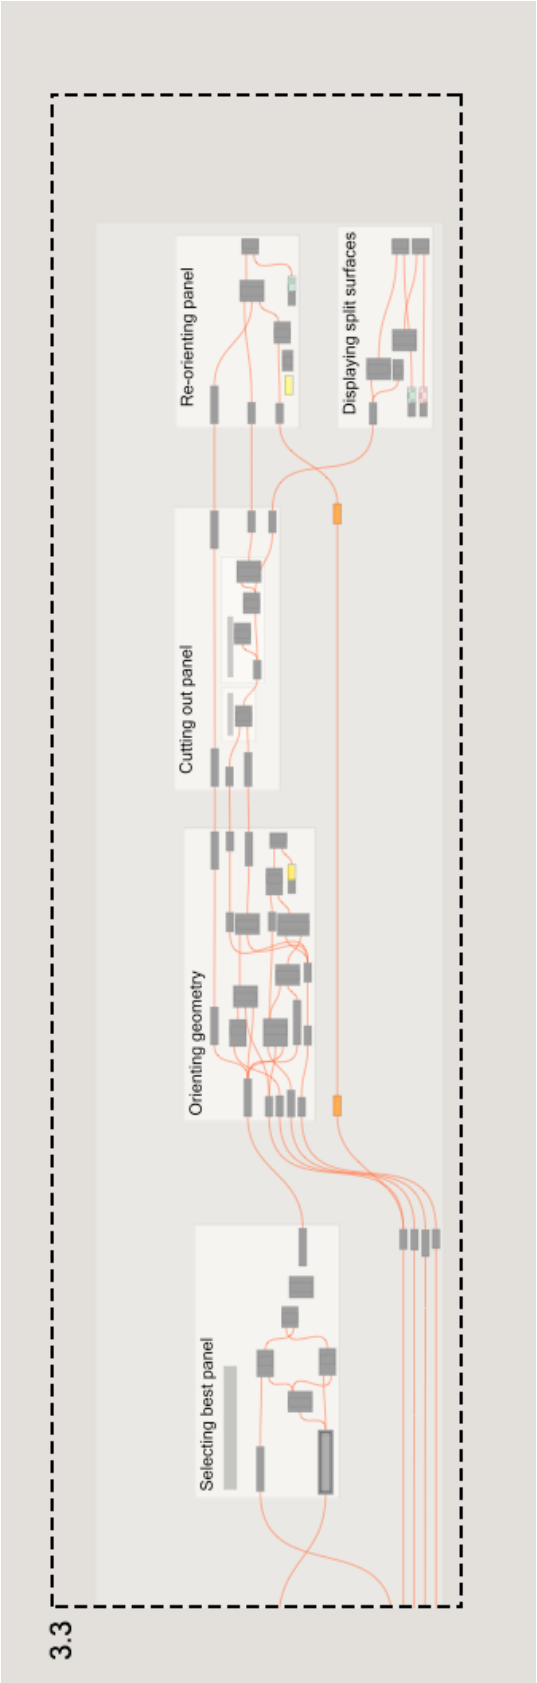 3.3
Selecting best panel
Orienting geometry
Cutting out panel
Re-orienting panel
Displaying split surfaces